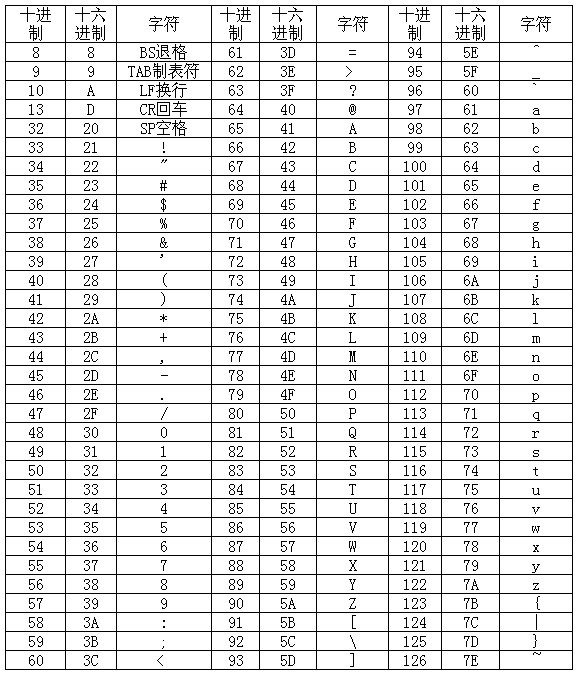 十进制 十六进制 字符 十进制 十六进制 字符 十进制 十六进制 字符
8 8 BS退格 61 3D = 94 5E ^
9 9 TAB制表符 62 3E > 95 5F _
10 A LF换行 63 3F ? 96 60 `
13 D CR回车 64 40 @ 97 61 a
32 20 SP空格 65 41 A 98 62 b
33 21 ! 66 42 B 99 63 c
34 22 " 67 43 C 100 64 d
35 23 # 68 44 D 101 65 e
36 24 $ 69 45 E 102 66 f
37 25 % 70 46 F 103 67 g
38 26 & 71 47 G 104 68 h
39 27 ' 72 48 H 105 69 i
40 28 ( 73 49 I 106 6A j
41 29 ) 74 4A J 107 6B k
42 2A * 75 4B K 108 6C l
43 2B + 76 4C L 109 6D m
44 2C , 77 4D M 110 6E n
45 2D - 78 4E N 111 6F o
46 2E . 79 4F O 112 70 p
47 2F / 80 50 P 113 71 q
48 30 0 81 51 Q 114 72 r
49 31 1 82 52 R 115 73 s
50 32 2 83 53 S 116 74 t
51 33 3 84 54 T 117 75 u
52 34 4 85 55 U 118 76 v
53 35 5 86 56 V 119 77 w
54 36 6 87 57 W 120 78 x
55 37 7 88 58 X 121 79 y
56 38 8 89 59 Y 122 7A z
57 39 9 90 5A Z 123 7B {
58 3A : 91 5B [ 124 7C |
59 3B ; 92 5C \ 125 7D }
60 3C < 93 5D ] 126 7E ~